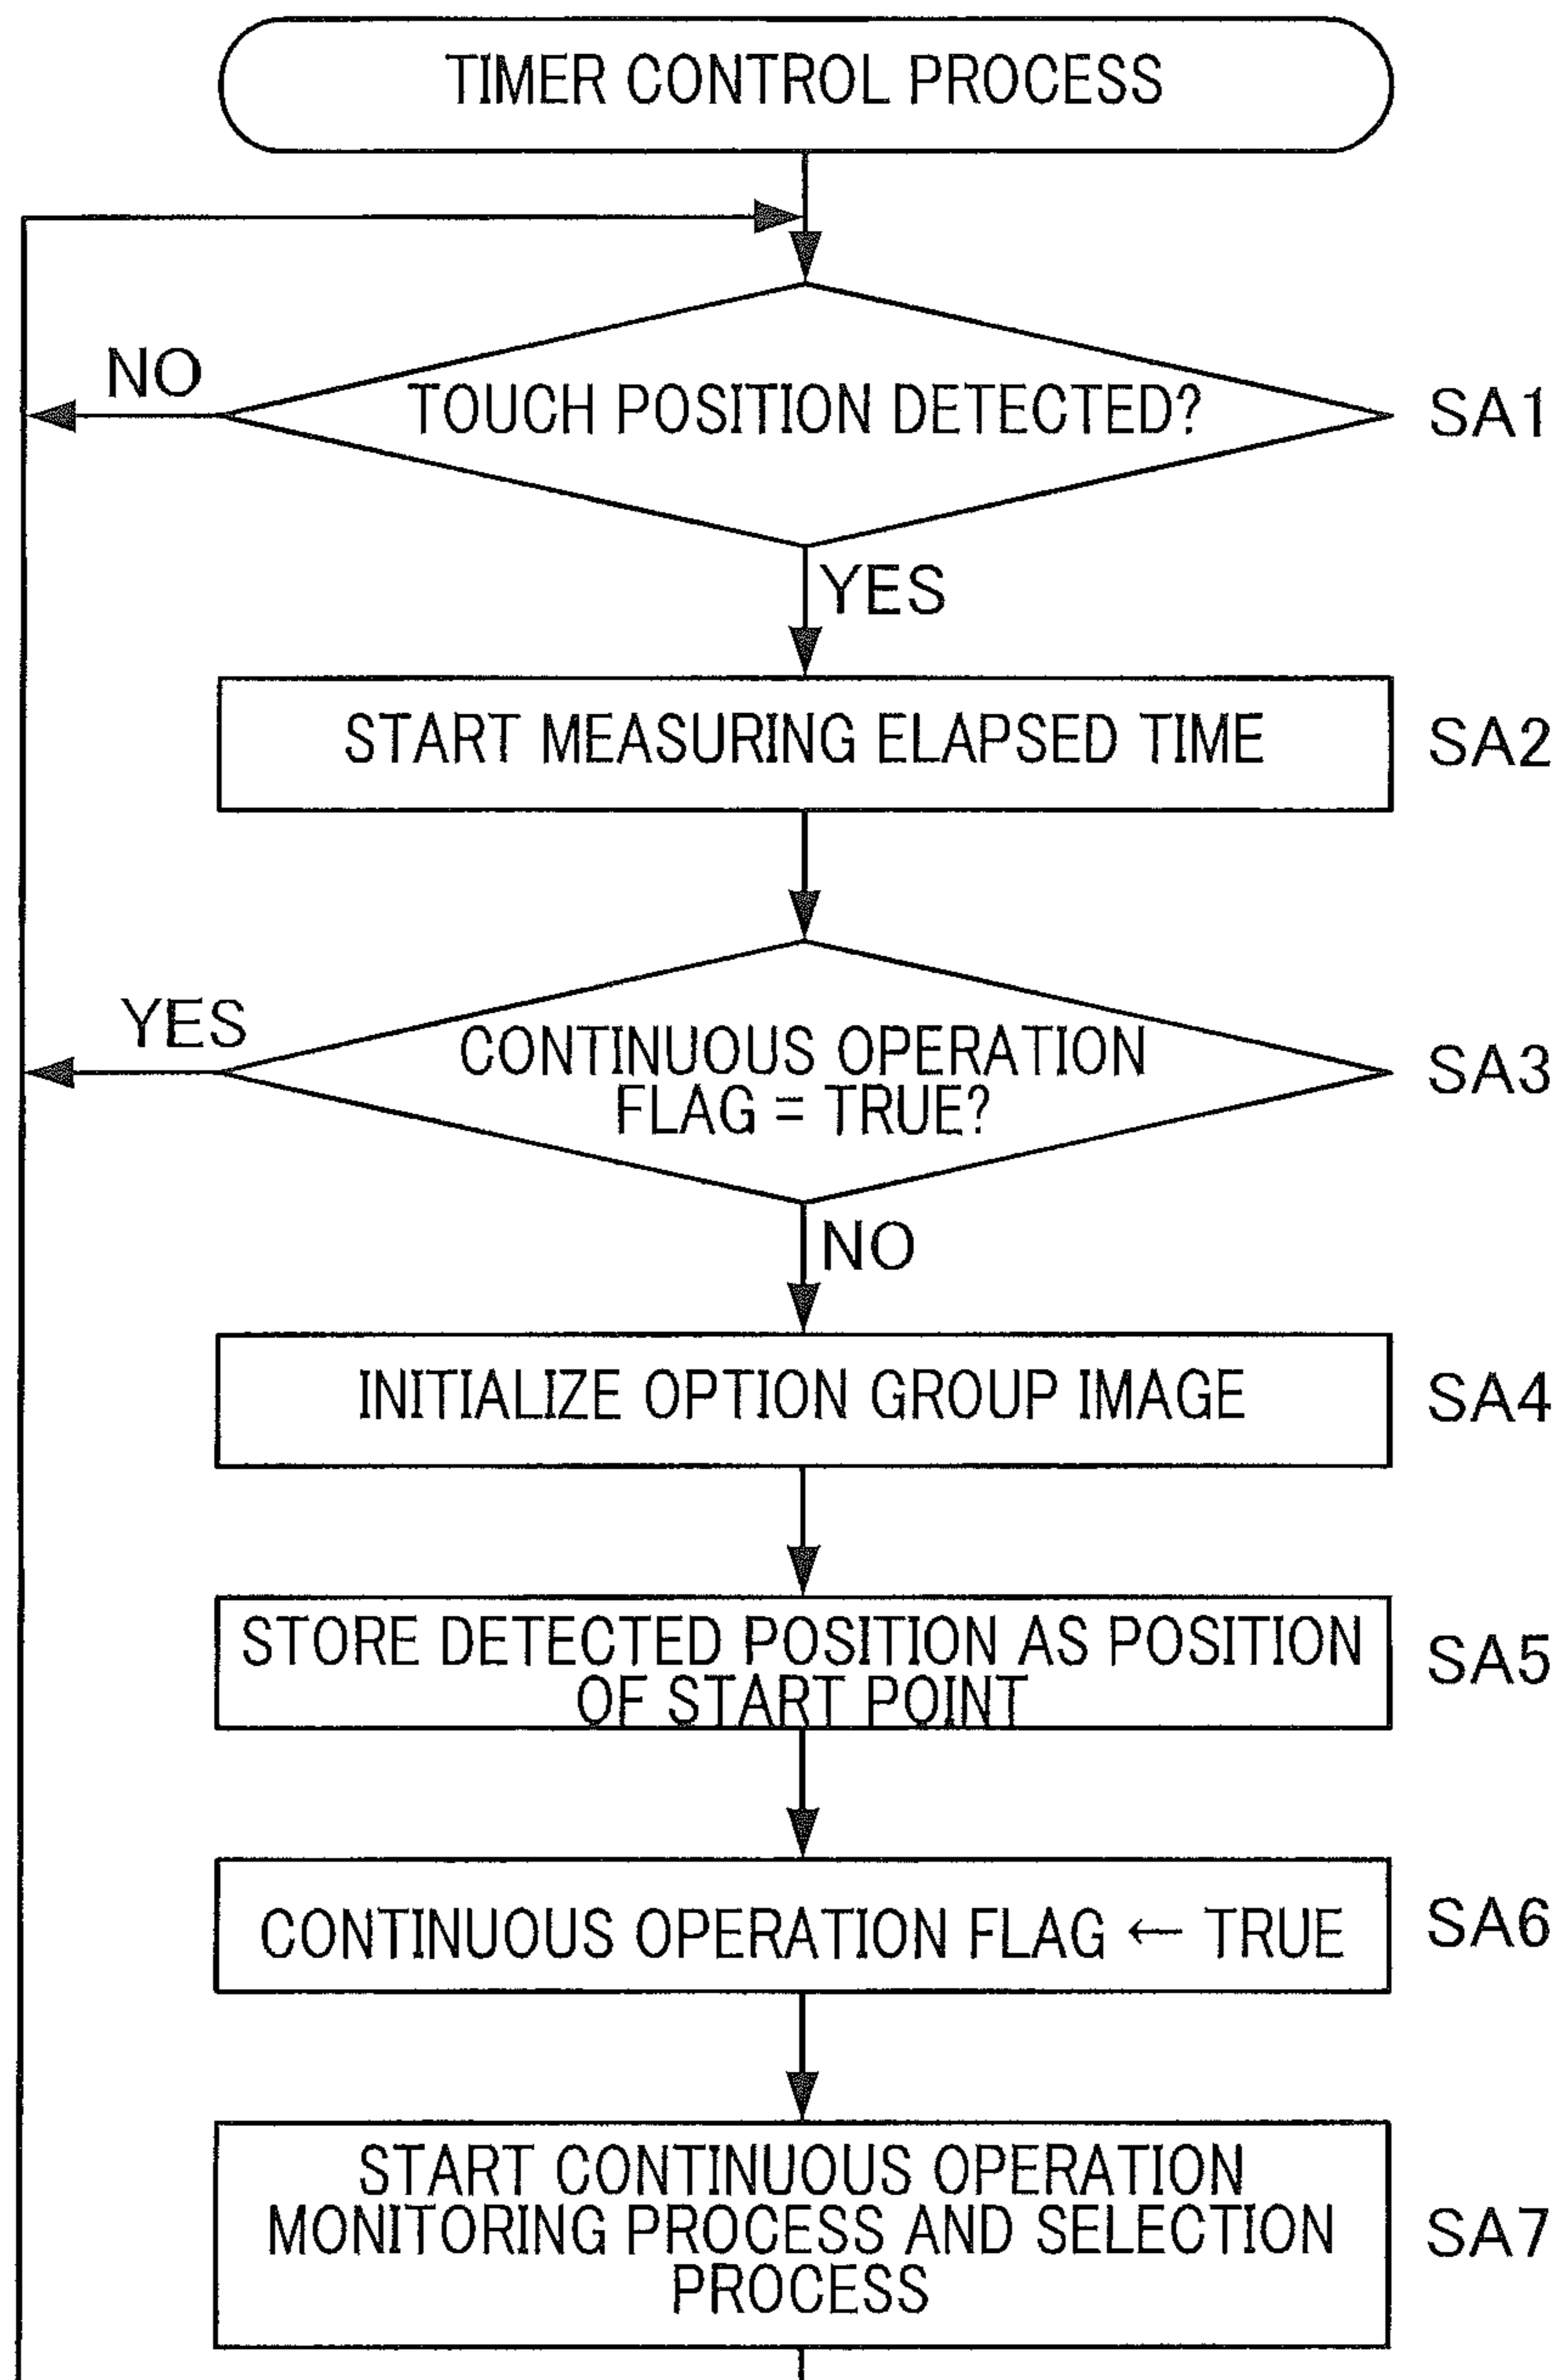 TIMER CONTROL PROCESS
NO
TOUCH POSITION DETECTED?
SA1
YES
START MEASURING ELAPSED TIME
SA2
YES
CONTINUOUS OPERATION
FLAG = TRUE?
SA3
NO
INITIALIZE OPTION GROUP IMAGE
SA4
STORE DETECTED POSITION AS POSITION
OF START POINT
SA5
CONTINUOUS OPERATION FLAG ← TRUE
SA6
START CONTINUOUS OPERATION
MONITORING PROCESS AND SELECTION
PROCESS
SA7